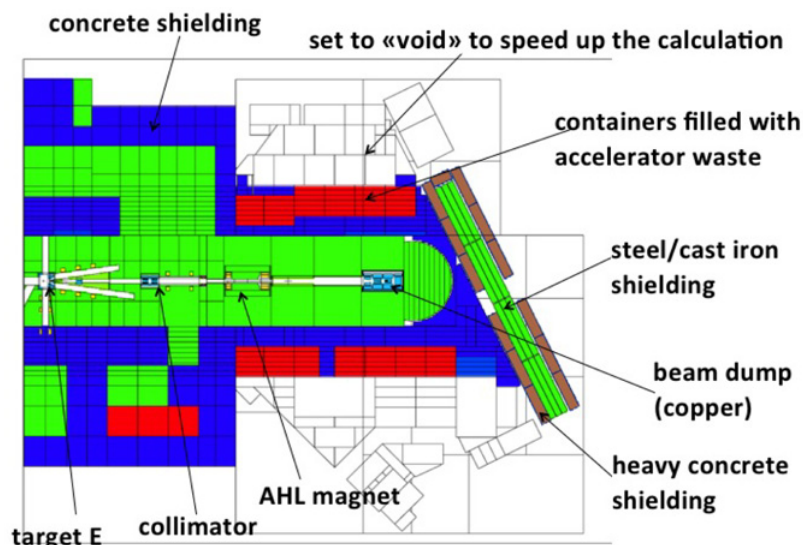 concrete shielding
set to «void» to speed up the calculation
containers filled with
accelerator waste
steel/cast iron
shielding
beam dump
(copper)
heavy concrete
shielding
AHL magnet
collimator
target E